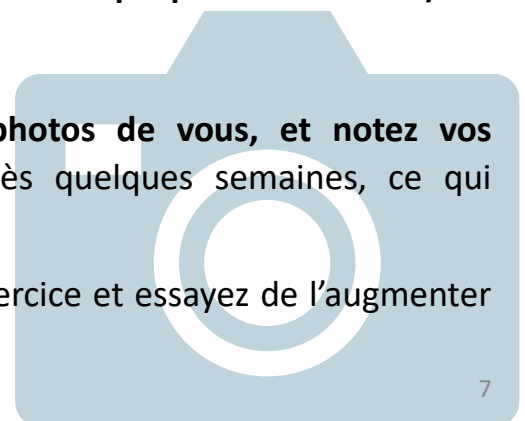 photos de vous, et notez vos
ès quelques semaines, ce qui
ercice et essayez de l’augmenter
7